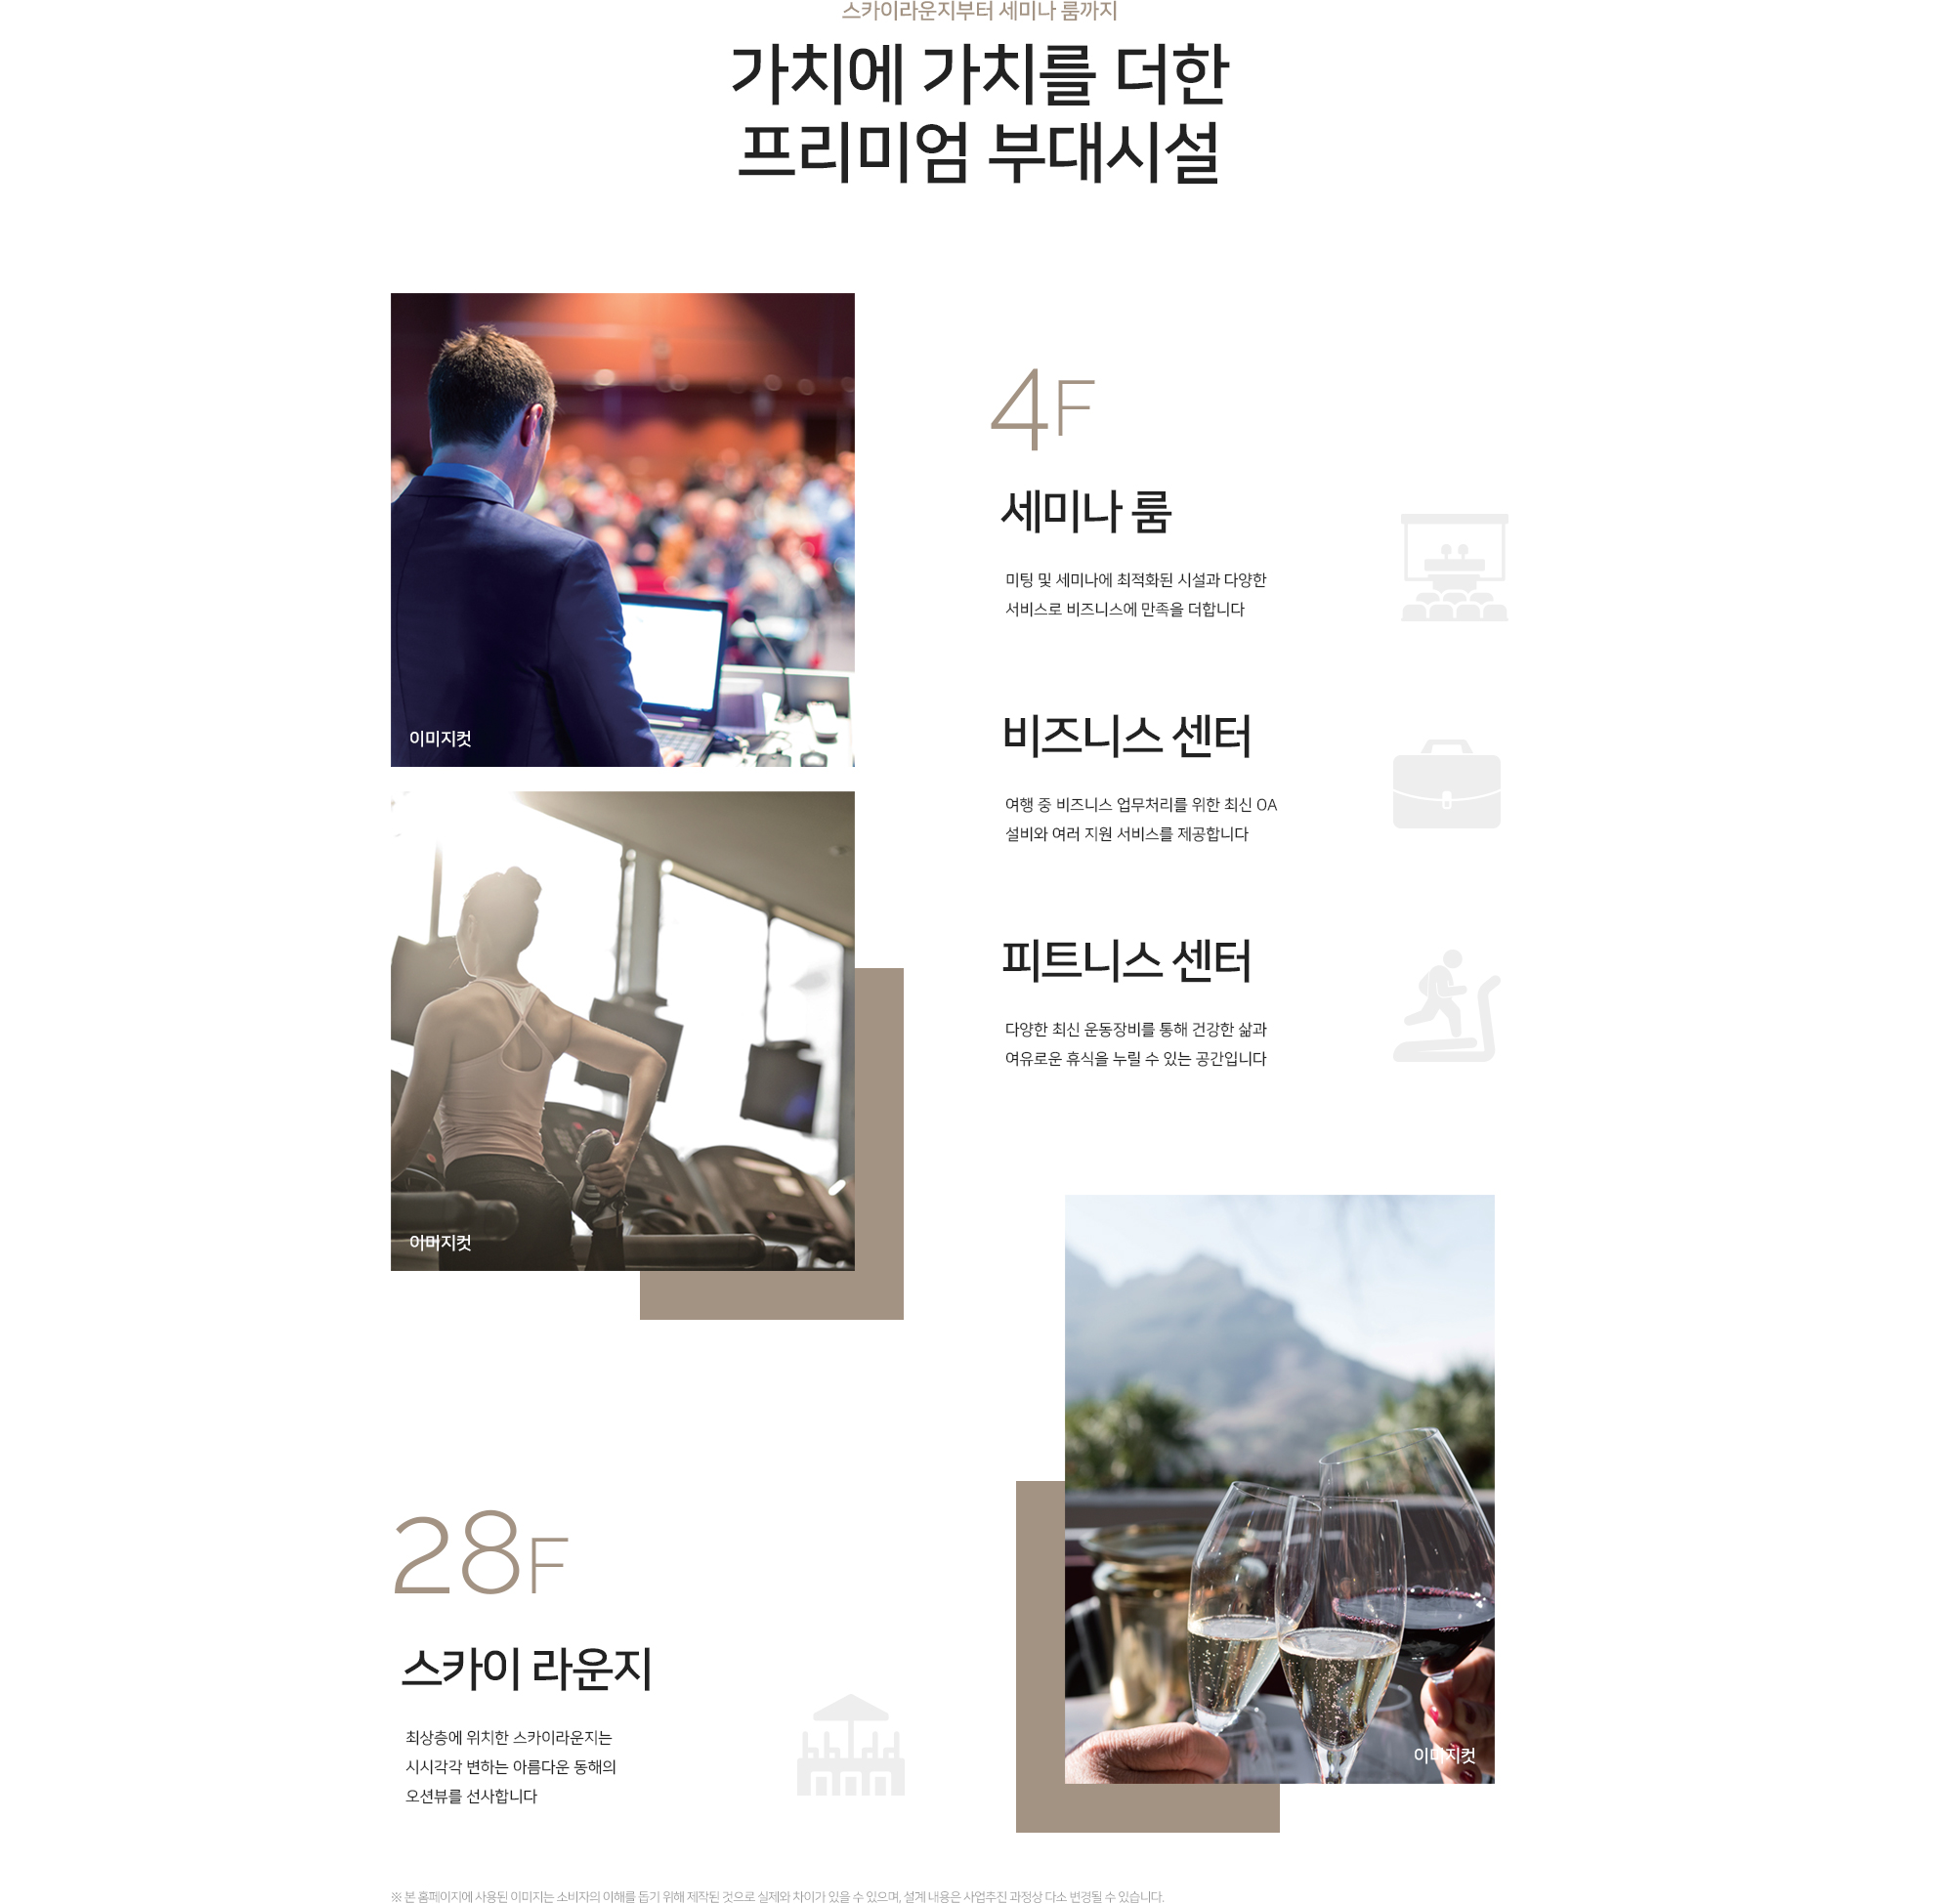 스카이라운지부터 세미나 룸까지
가치에 가치를 더한
프리미엄 부대시설
이미지컷
4F
세미나 룸
미팅 및 세미나에 최적화된 시설과 다양한
서비스로 비즈니스에 만족을 더합니다
비즈니스 센터
여행 중 비즈니스 업무처리를 위한 최신 OA
설비와 여러 지원 서비스를 제공합니다
피트니스 센터
다양한 최신 운동장비를 통해 건강한 삶과
여유로운 휴식을 누릴 수 있는 공간입니다
이미지컷
28F
스카이 라운지
최상층에 위치한 스카이라운지는
시시각각 변하는 아름다운 동해의
오션뷰를 선사합니다
이미지컷
※ 본 홈페이지에 사용된 이미지는 소비자의 이해를 돕기 위해 제작된 것으로 실제와 차이가 있을 수 있으며, 설계 내용은 사업추진 과정상 다소 변경될 수 있습니다.